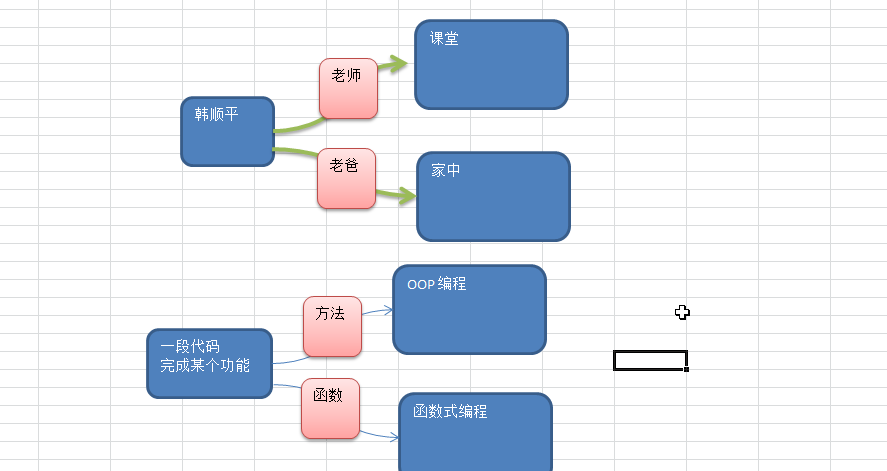 课堂
老师
韩顺平
老爸
家中
OOP 编程
方法
一段代码
完成某个功能
函数
函数式编程